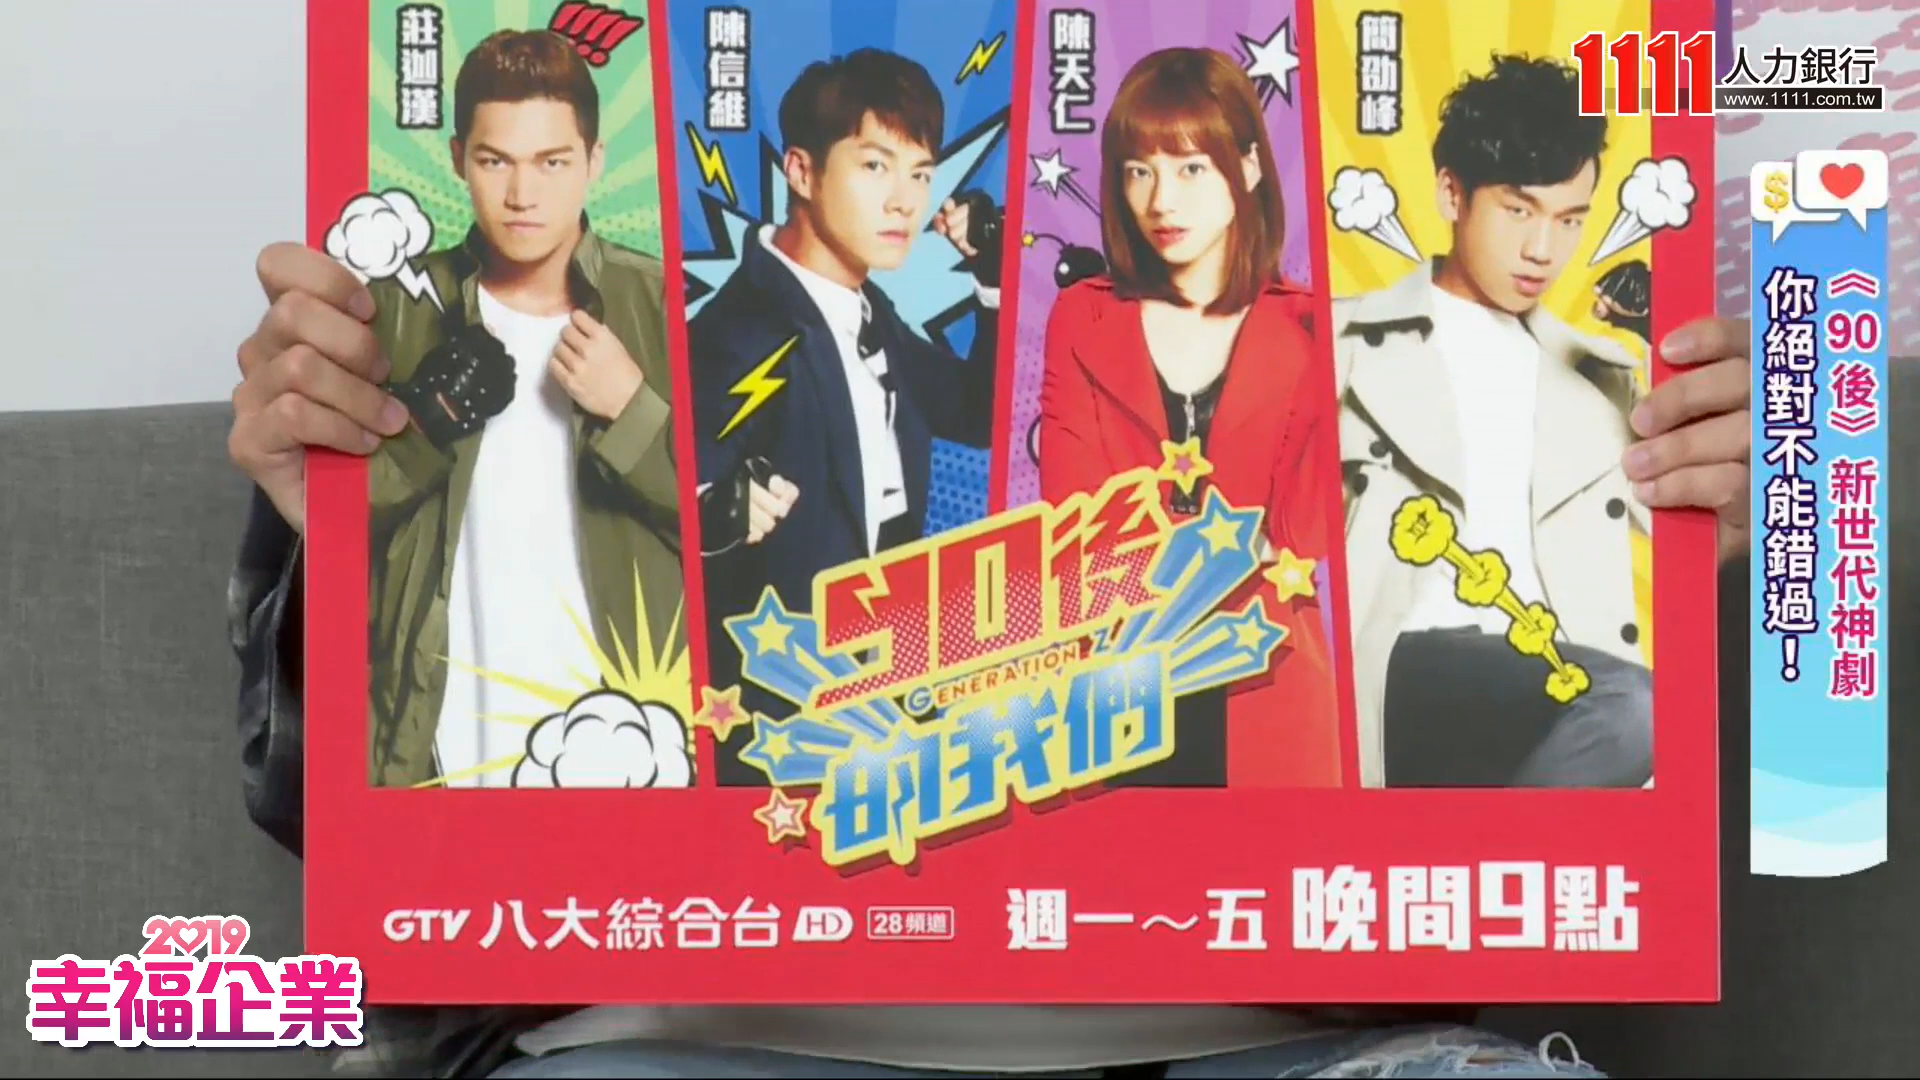 莊迦漢
陳信維
陳天仁
簡劭峰
1111人力銀行
www.1111.com.tw
$
《90後》新世代神劇
你絕對不能錯過！
90後
GENERATION Z
的我們
GTV 八大綜合台 HD 28頻道
週一～五 晚間9點
2019
幸福企業